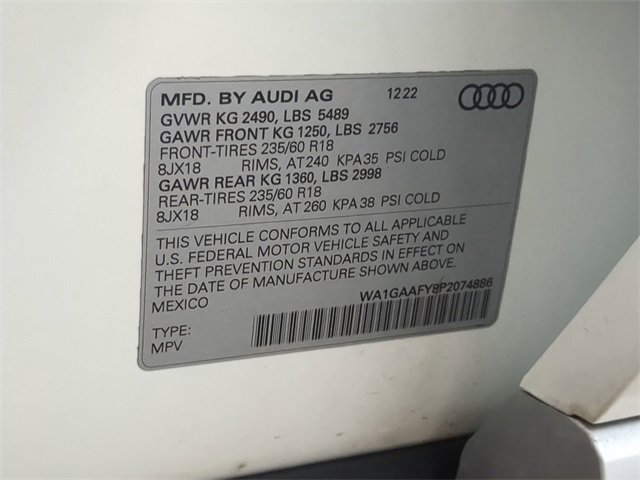 MFD. BY AUDI AG 12 22
GVWR KG 2490, LBS 5489
GAWR FRONT KG 1250, LBS 2756
FRONT-TIRES 235/60 R18
8JX18 RIMS, AT 240 KPA 35 PSI COLD
GAWR REAR KG 1360, LBS 2998
REAR-TIRES 235/60 R18
8JX18 RIMS, AT 260 KPA 38 PSI COLD
THIS VEHICLE CONFORMS TO ALL APPLICABLE
U.S. FEDERAL MOTOR VEHICLE SAFETY AND
THEFT PREVENTION STANDARDS IN EFFECT ON
THE DATE OF MANUFACTURE SHOWN ABOVE.
MEXICO
WA1GAAFY8P2074886
TYPE:
MPV